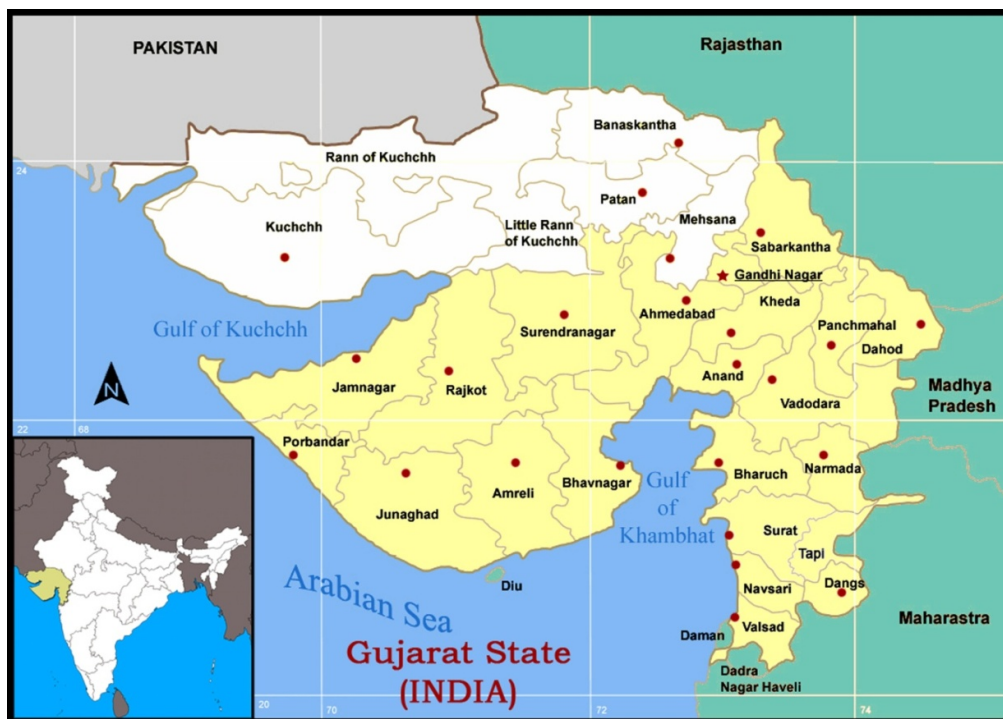 PAKISTAN
Rajasthan
Banaskantha
24
Rann of Kuchchh
Patan
Mehsana
Kuchchh
Little Rann
of Kuchchh
Sabarkantha
Gandhi Nagar
Kheda
Ahmedabad
Gulf of Kuchchh
Surendranagar
Panchmahal
Dahod
N
Jamnagar
Rajkot
Anand
Madhya
Pradesh
Vadodara
22
68
Porbandar
Bharuch
Narmada
Amreli
Bhavnagar
Gulf
of
Khambhat
Junaghad
Surat
Tapi
Arabian Sea
Diu
Navsari
Dangs
Maharastra
Daman
Valsad
Gujarat State
(INDIA)
Dadra
Nagar Haveli
20
70
72
74